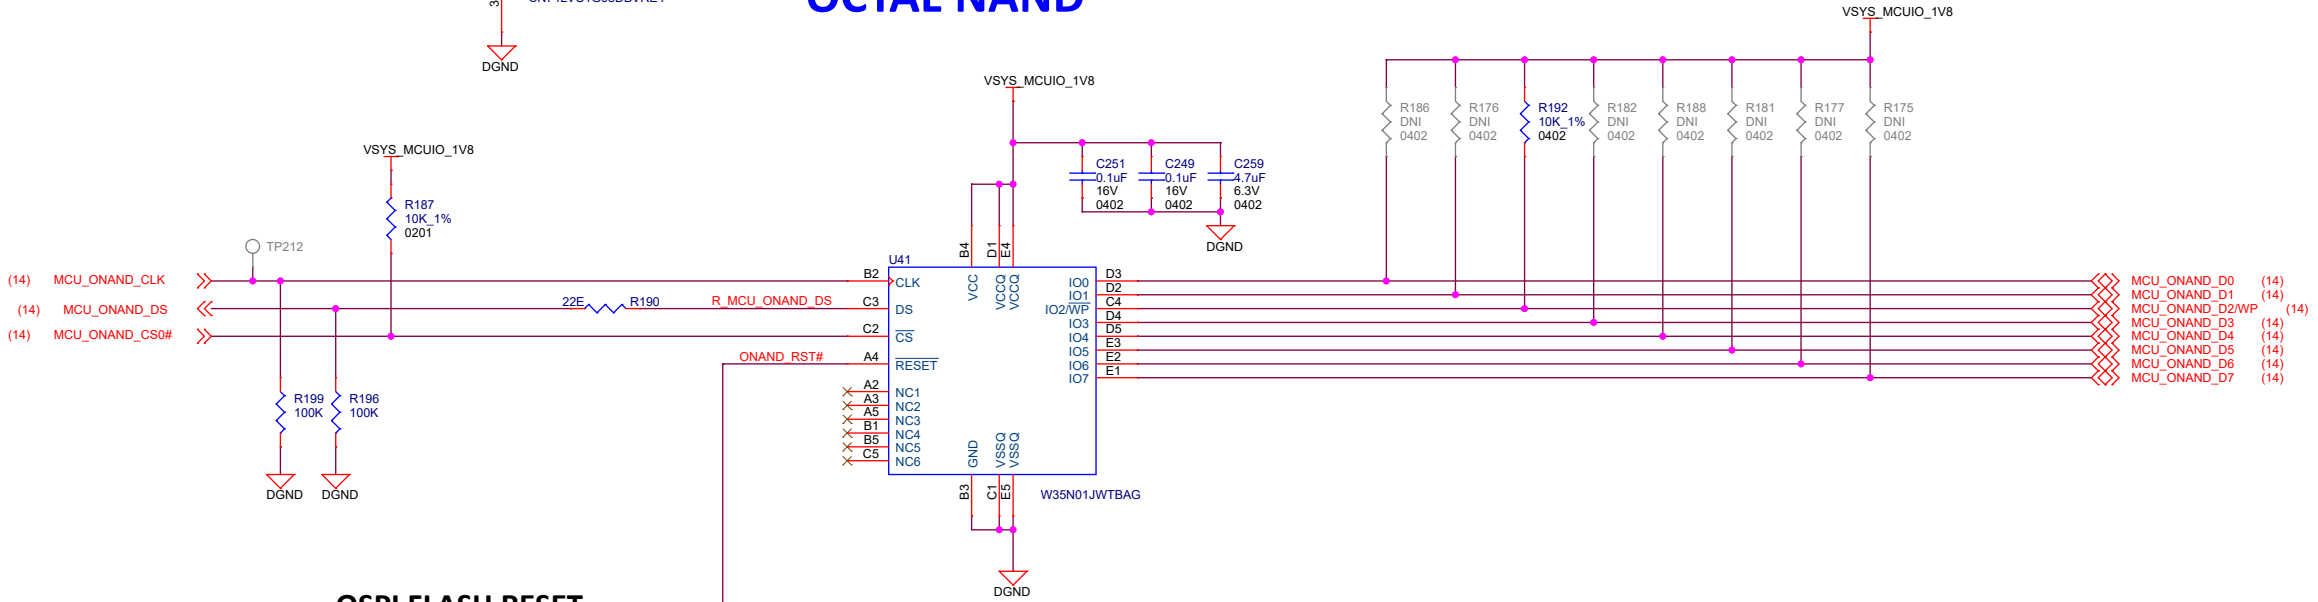 3
OCTAL NAND
DGND
VSYS_MCUIO_1V8
VSYS_MCUIO_1V8
VSYS_MCUIO_1V8
R186
DNI
0402
R176
DNI
0402
R192
10K_1%
0402
R182
DNI
0402
R188
DNI
0402
R181
DNI
0402
R177
DNI
0402
R175
DNI
0402
C251
0.1uF
16V
0402
C249
0.1uF
16V
0402
C259
4.7uF
6.3V
0402
DGND
R187
10K_1%
0201
TP212
(14) MCU_ONAND_CLK
(14) MCU_ONAND_DS
(14) MCU_ONAND_CS0#
22E R190
R_MCU_ONAND_DS
ONAND_RST#
R199
100K
R196
100K
DGND
DGND
U41
B4 D1 E4
VCC VCCQ VCCQ
B2 CLK
C3 DS
C2 CS
A4 RESET
A2 NC1
A3 NC2
A5 NC3
B1 NC4
B5 NC5
C5 NC6
IO0 D3
IO1 D2
IO2/WP C4
IO3 D4
IO4 D5
IO5 E3
IO6 E2
IO7 E1
GND VSSQ VSSQ
B3 C1 E5
W35N01JWTBAG
DGND
MCU_ONAND_D0 (14)
MCU_ONAND_D1 (14)
MCU_ONAND_D2/WP (14)
MCU_ONAND_D3 (14)
MCU_ONAND_D4 (14)
MCU_ONAND_D5 (14)
MCU_ONAND_D6 (14)
MCU_ONAND_D7 (14)
OSPI FLASH RESET